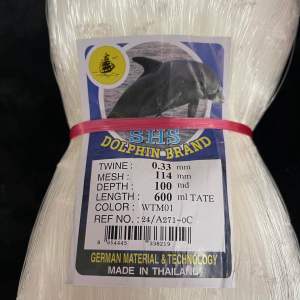 BHS
DOLPHIN BRAND
TWINE : 0.33 mm
MESH : 114 mm
DEPTH : 100 md
LENGTH : 600 ml TATE
COLOR : WTM01
REF NO. : 24/A271-0C
GERMAN MATERIAL & TECHNOLOGY
MADE IN THAILAND